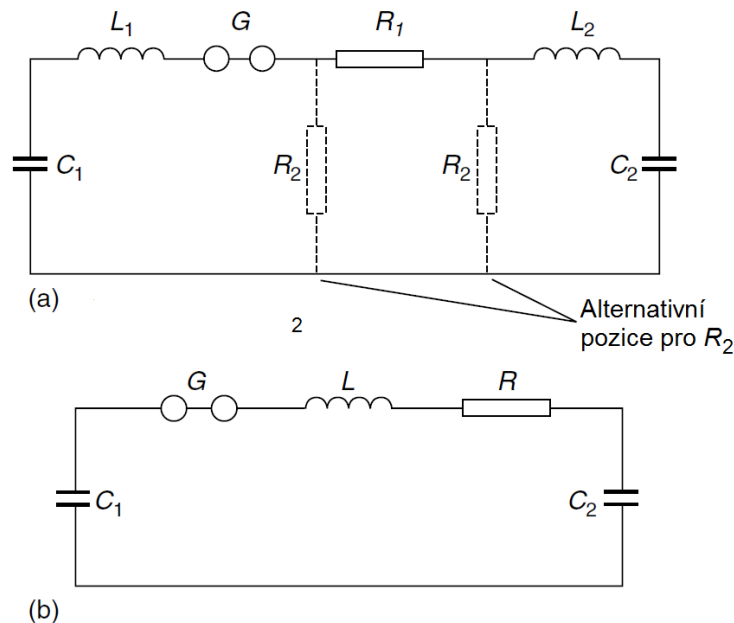 L1 G R1 L2
C1 R2 R2 C2
(a)
2
Alternativní
pozice pro R2
G L R
C1 C2
(b)